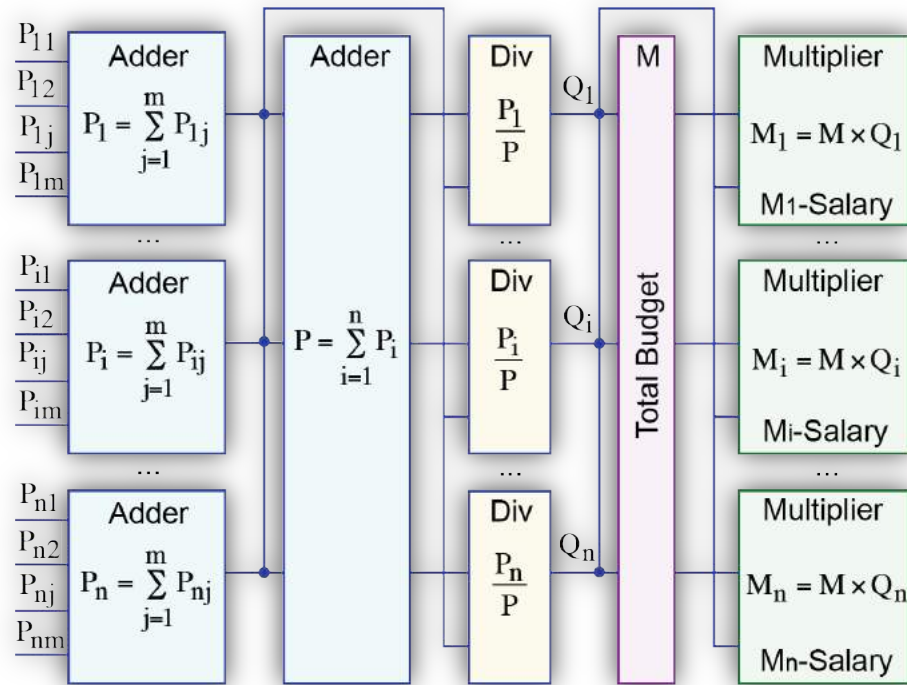 P11
P12
P1j
P1m
Adder
P1 = m∑j=1 P1j
...
Pi1
Pi2
Pij
Pim
Adder
Pi = m∑j=1 Pij
...
Pn1
Pn2
Pnj
Pnm
Adder
Pn = m∑j=1 Pnj
Adder
P = n∑i=1 Pi
Div
P1
P
...
Div
Pi
P
...
Div
Pn
P
Q1
Qi
Qn
M
Total Budget
Multiplier
M1 = M × Q1
M1-Salary
...
Multiplier
Mi = M × Qi
Mi-Salary
...
Multiplier
Mn = M × Qn
Mn-Salary